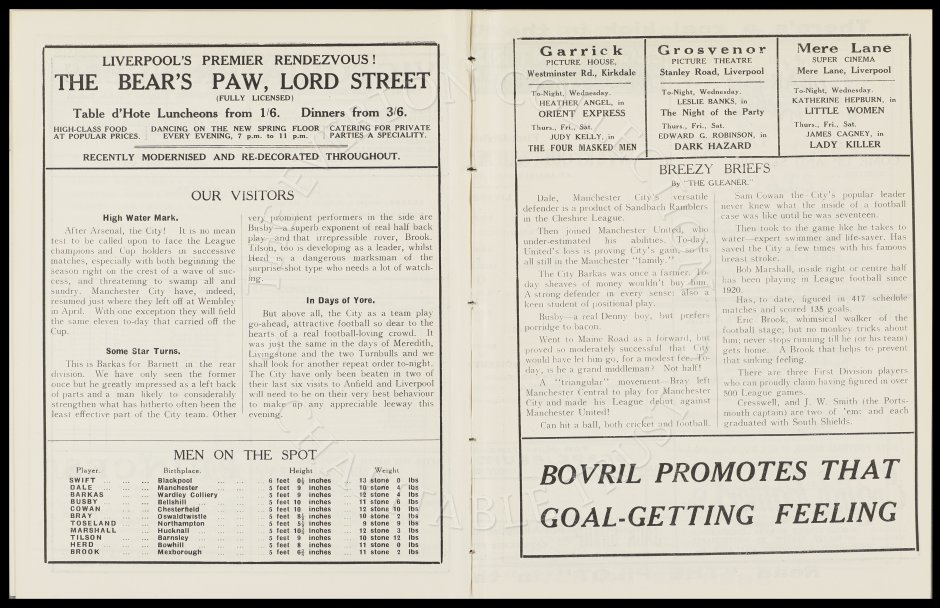 LIVERPOOL'S PREMIER RENDEZVOUS!
THE BEAR'S PAW, LORD STREET
(FULLY LICENSED)
Table d'Hote Luncheons from 1/6. Dinners from 3/6.
HIGH-CLASS FOOD
AT POPULAR PRICES.
DANCING ON THE NEW SPRING FLOOR
EVERY EVENING, 7 p.m. to 11 p.m.
CATERING FOR PRIVATE
PARTIES A SPECIALITY.
RECENTLY MODERNISED AND RE-DECORATED THROUGHOUT.
OUR VISITORS
High Water Mark.
After Arsenal, the City! It is no mean
test to be called upon to face the League
champions and Cup holders in successive
matches, especially with both beginning the
season right on the crest of a wave of suc-
cess, and threatening to swamp all and
sundry. Manchester City have, indeed,
resumed just where they left off at Wembley
in April. With one exception they will field
the same eleven to-day that carried off the
Cup.
Some Star Turns.
This is Barkas for Barnett in the rear
division. We have only seen the former
once but he greatly impressed as a left back
of parts and a man likely to considerably
strengthen what has hitherto often been the
least effective part of the City team. Other
very prominent performers in the side are
Busby—a superb exponent of real half back
play—and that irrepressible rover, Brook.
Tilson, too is developing as a leader, whilst
Herd is a dangerous marksman of the
surprise-shot type who needs a lot of watch-
ing.
In Days of Yore.
But above all, the City as a team play
go-ahead, attractive football so dear to the
hearts of a real football-loving crowd. It
was just the same in the days of Meredith,
Livingstone and the two Turnbulls and we
shall look for another repeat order to-night.
The City have only been beaten in two of
their last six visits to Anfield and Liverpool
will need to be on their very best behaviour
to make up any appreciable leeway this
evening.
MEN ON THE SPOT
Player. Birthplace. Height Weight
SWIFT ... ... Blackpool ... 6 feet 0½ inches ... 13 stone 0 lbs
DALE ... ... Manchester ... 5 feet 9 inches ... 10 stone 4 lbs
BARKAS ... ... Wardley Colliery ... 5 feet 9 inches ... 12 stone 4 lbs
BUSBY ... ... Bellshill ... 5 feet 10 inches ... 11 stone 6 lbs
COWAN ... ... Chesterfield ... 5 feet 10 inches ... 12 stone 10 lbs
BRAY ... ... Oswaldtwistle ... 5 feet 8½ inches ... 10 stone 2 lbs
TOSELAND ... Northampton ... 5 feet 5½ inches ... 9 stone 9 lbs
MARSHALL ... Hucknall ... 5 feet 10½ inches ... 12 stone 3 lbs
TILSON ... ... Barnsley ... 5 feet 9 inches ... 10 stone 12 lbs
HERD ... ... Bowhill ... 5 feet 8 inches ... 11 stone 0 lbs
BROOK ... ... Mexborough ... 5 feet 6½ inches ... 11 stone 2 lbs
Garrick
PICTURE HOUSE,
Westminster Rd., Kirkdale
To-Night, Wednesday.
HEATHER ANGEL, in
ORIENT EXPRESS
Thurs., Fri., Sat.
JUDY KELLY, in
THE FOUR MASKED MEN
Grosvenor
PICTURE THEATRE
Stanley Road, Liverpool
To-Night, Wednesday.
LESLIE BANKS, in
The Night of the Party
Thurs., Fri., Sat.
EDWARD G. ROBINSON, in
DARK HAZARD
Mere Lane
SUPER CINEMA
Mere Lane, Liverpool
To-Night, Wednesday.
KATHERINE HEPBURN, in
LITTLE WOMEN
Thurs., Fri., Sat.
JAMES CAGNEY, in
LADY KILLER
BREEZY BRIEFS
By "THE GLEANER."
Dale, Manchester City's versatile
defender is a product of Sandbach Ramblers
in the Cheshire League.
Then joined Manchester United, who
under-estimated his abilities. To-day,
United's loss is proving City's gain, so it's
all still in the Manchester "family."
The City Barkas was once a farmer. To-
day sheaves of money wouldn't buy him.
A strong defender in every sense; also a
keen student of positional play.
Busby—a real Denny boy, but prefers
porridge to bacon.
Went to Maine Road as a forward, but
proved so moderately successful that City
would have let him go, for a modest fee. To-
day, is he a grand middleman? Not half!
A "triangular" movement—Bray left
Manchester Central to play for Manchester
City and made his League debut against
Manchester United!
Can hit a ball, both cricket and football.
Sam Cowan the City's popular leader
never knew what the inside of a football
case was like until he was seventeen.
Then took to the game like he takes to
water—expert swimmer and life-saver. Has
saved the City a few times with his famous
breast stroke.
Bob Marshall, inside right or centre half
has been playing in League football since
1920.
Has, to date, figured in 417 schedule
matches and scored 135 goals.
Eric Brook, whimsical walker of the
football stage; but no monkey tricks about
him; never stops running till he (or his team)
gets home. A Brook that helps to prevent
that sinking feeling.
There are three First Division players
who can proudly claim having figured in over
500 League games.
Cresswell, and J. W. Smith (the Ports-
mouth captain) are two of 'em: and each
graduated with South Shields.
BOVRIL PROMOTES THAT
GOAL-GETTING FEELING